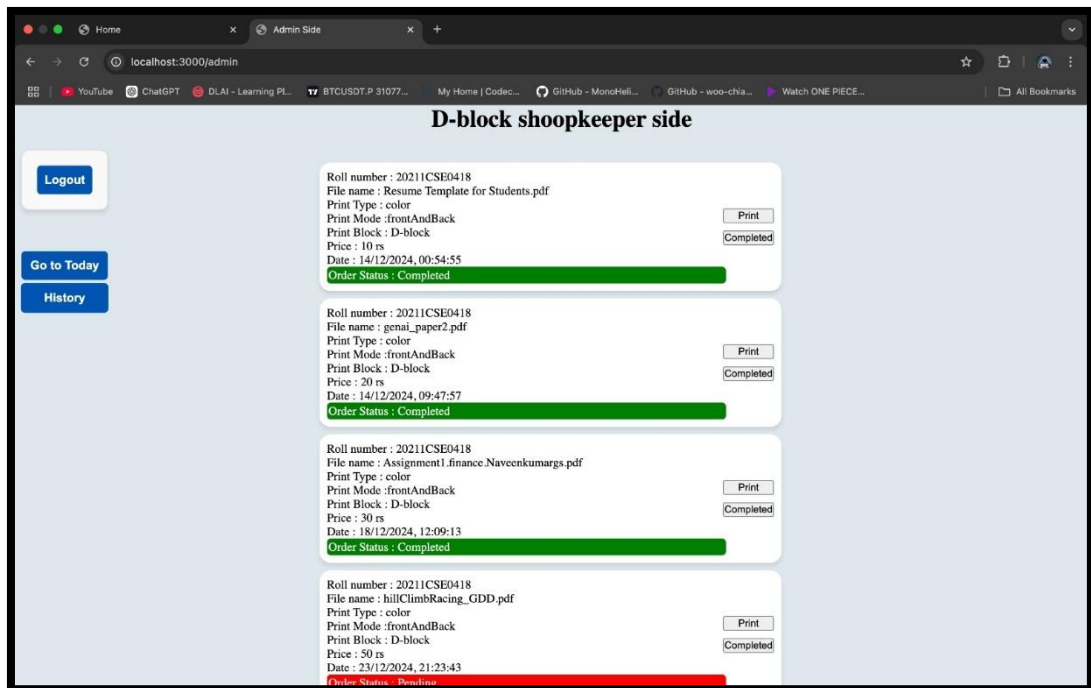 Home
Admin Side
localhost:3000/admin
YouTube
ChatGPT
DLAI - Learning Pl...
BTCUSDT.P 31077...
My Home | Codec...
GitHub - MonoHeli...
GitHub - woo-chia...
Watch ONE PIECE...
All Bookmarks
D-block shoopkeeper side
Logout
Go to Today
History
Roll number : 20211CSE0418
File name : Resume Template for Students.pdf
Print Type : color
Print Mode :frontAndBack
Print Block : D-block
Price : 10 rs
Date : 14/12/2024, 00:54:55
Order Status : Completed
Print
Completed
Roll number : 20211CSE0418
File name : genai_paper2.pdf
Print Type : color
Print Mode :frontAndBack
Print Block : D-block
Price : 20 rs
Date : 14/12/2024, 09:47:57
Order Status : Completed
Print
Completed
Roll number : 20211CSE0418
File name : Assignment1.finance.Naveenkumargs.pdf
Print Type : color
Print Mode :frontAndBack
Print Block : D-block
Price : 30 rs
Date : 18/12/2024, 12:09:13
Order Status : Completed
Print
Completed
Roll number : 20211CSE0418
File name : hillClimbRacing_GDD.pdf
Print Type : color
Print Mode :frontAndBack
Print Block : D-block
Price : 50 rs
Date : 23/12/2024, 21:23:43
Order Status : Pending
Print
Completed